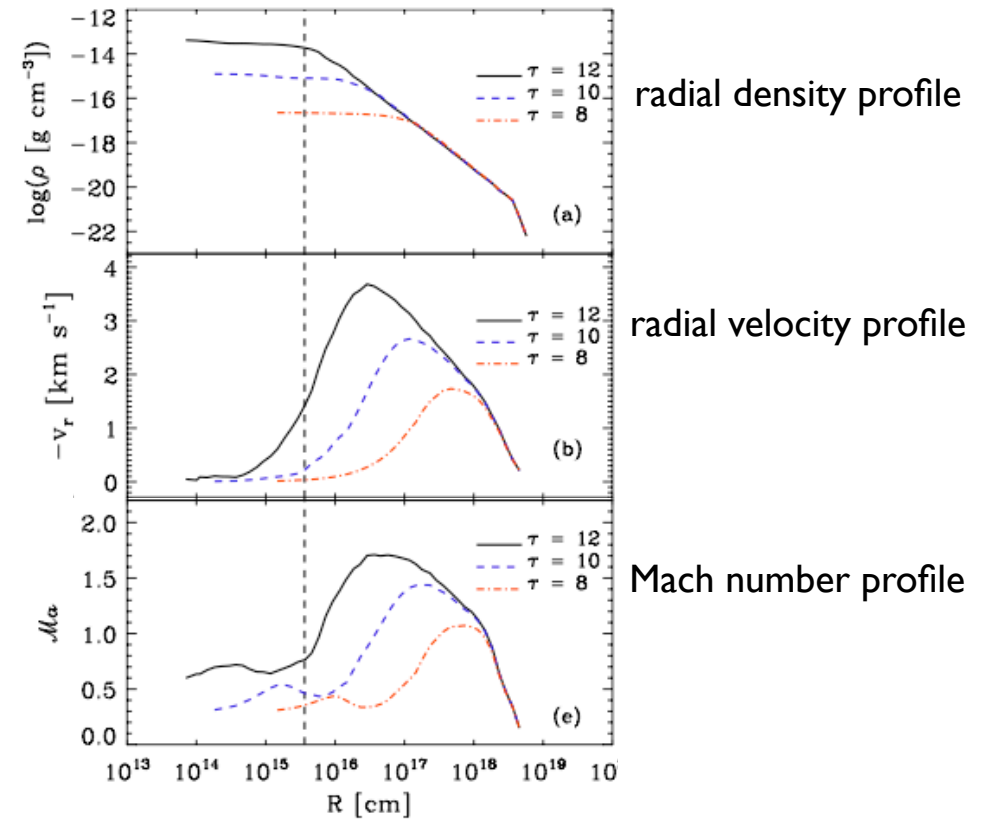 −12
−14
−16
−18
−20
−22
log(ρ [g cm⁻³])
τ = 12
τ = 10
τ = 8
(a)
radial density profile
4
3
2
1
0
−vᵣ [km s⁻¹]
τ = 12
τ = 10
τ = 8
(b)
radial velocity profile
2.0
1.5
1.0
0.5
0.0
ℳa
τ = 12
τ = 10
τ = 8
(e)
Mach number profile
10¹³ 10¹⁴ 10¹⁵ 10¹⁶ 10¹⁷ 10¹⁸ 10¹⁹
R [cm]